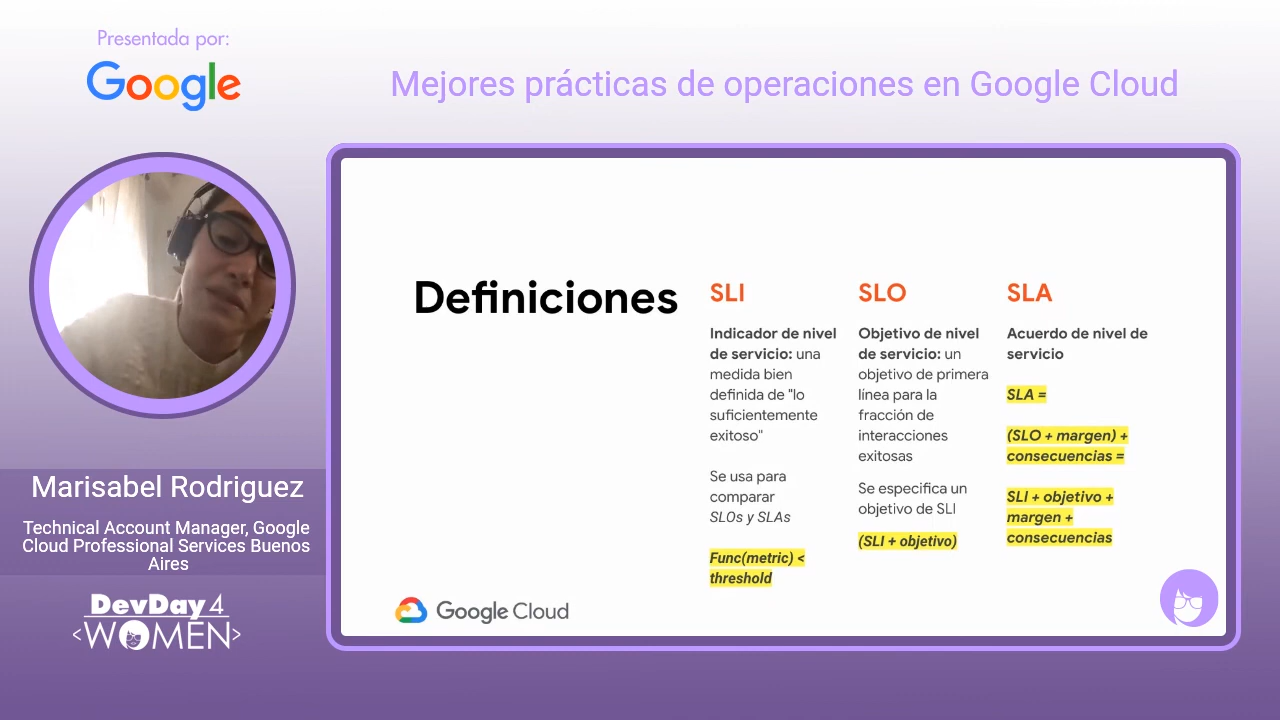 Presentada por:
Google
Mejores prácticas de operaciones en Google Cloud
Marisabel Rodriguez
Technical Account Manager, Google
Cloud Professional Services Buenos
Aires
DevDay4
<WOMEN>
Definiciones
SLI
Indicador de nivel
de servicio: una
medida bien
definida de "lo
suficientemente
exitoso"
Se usa para
comparar
SLOs y SLAs
Func(metric) <
threshold
SLO
Objetivo de nivel
de servicio: un
objetivo de primera
línea para la
fracción de
interacciones
exitosas
Se especifica un
objetivo de SLI
(SLI + objetivo)
SLA
Acuerdo de nivel de
servicio
SLA =
(SLO + margen) +
consecuencias =
SLI + objetivo +
margen +
consecuencias
Google Cloud